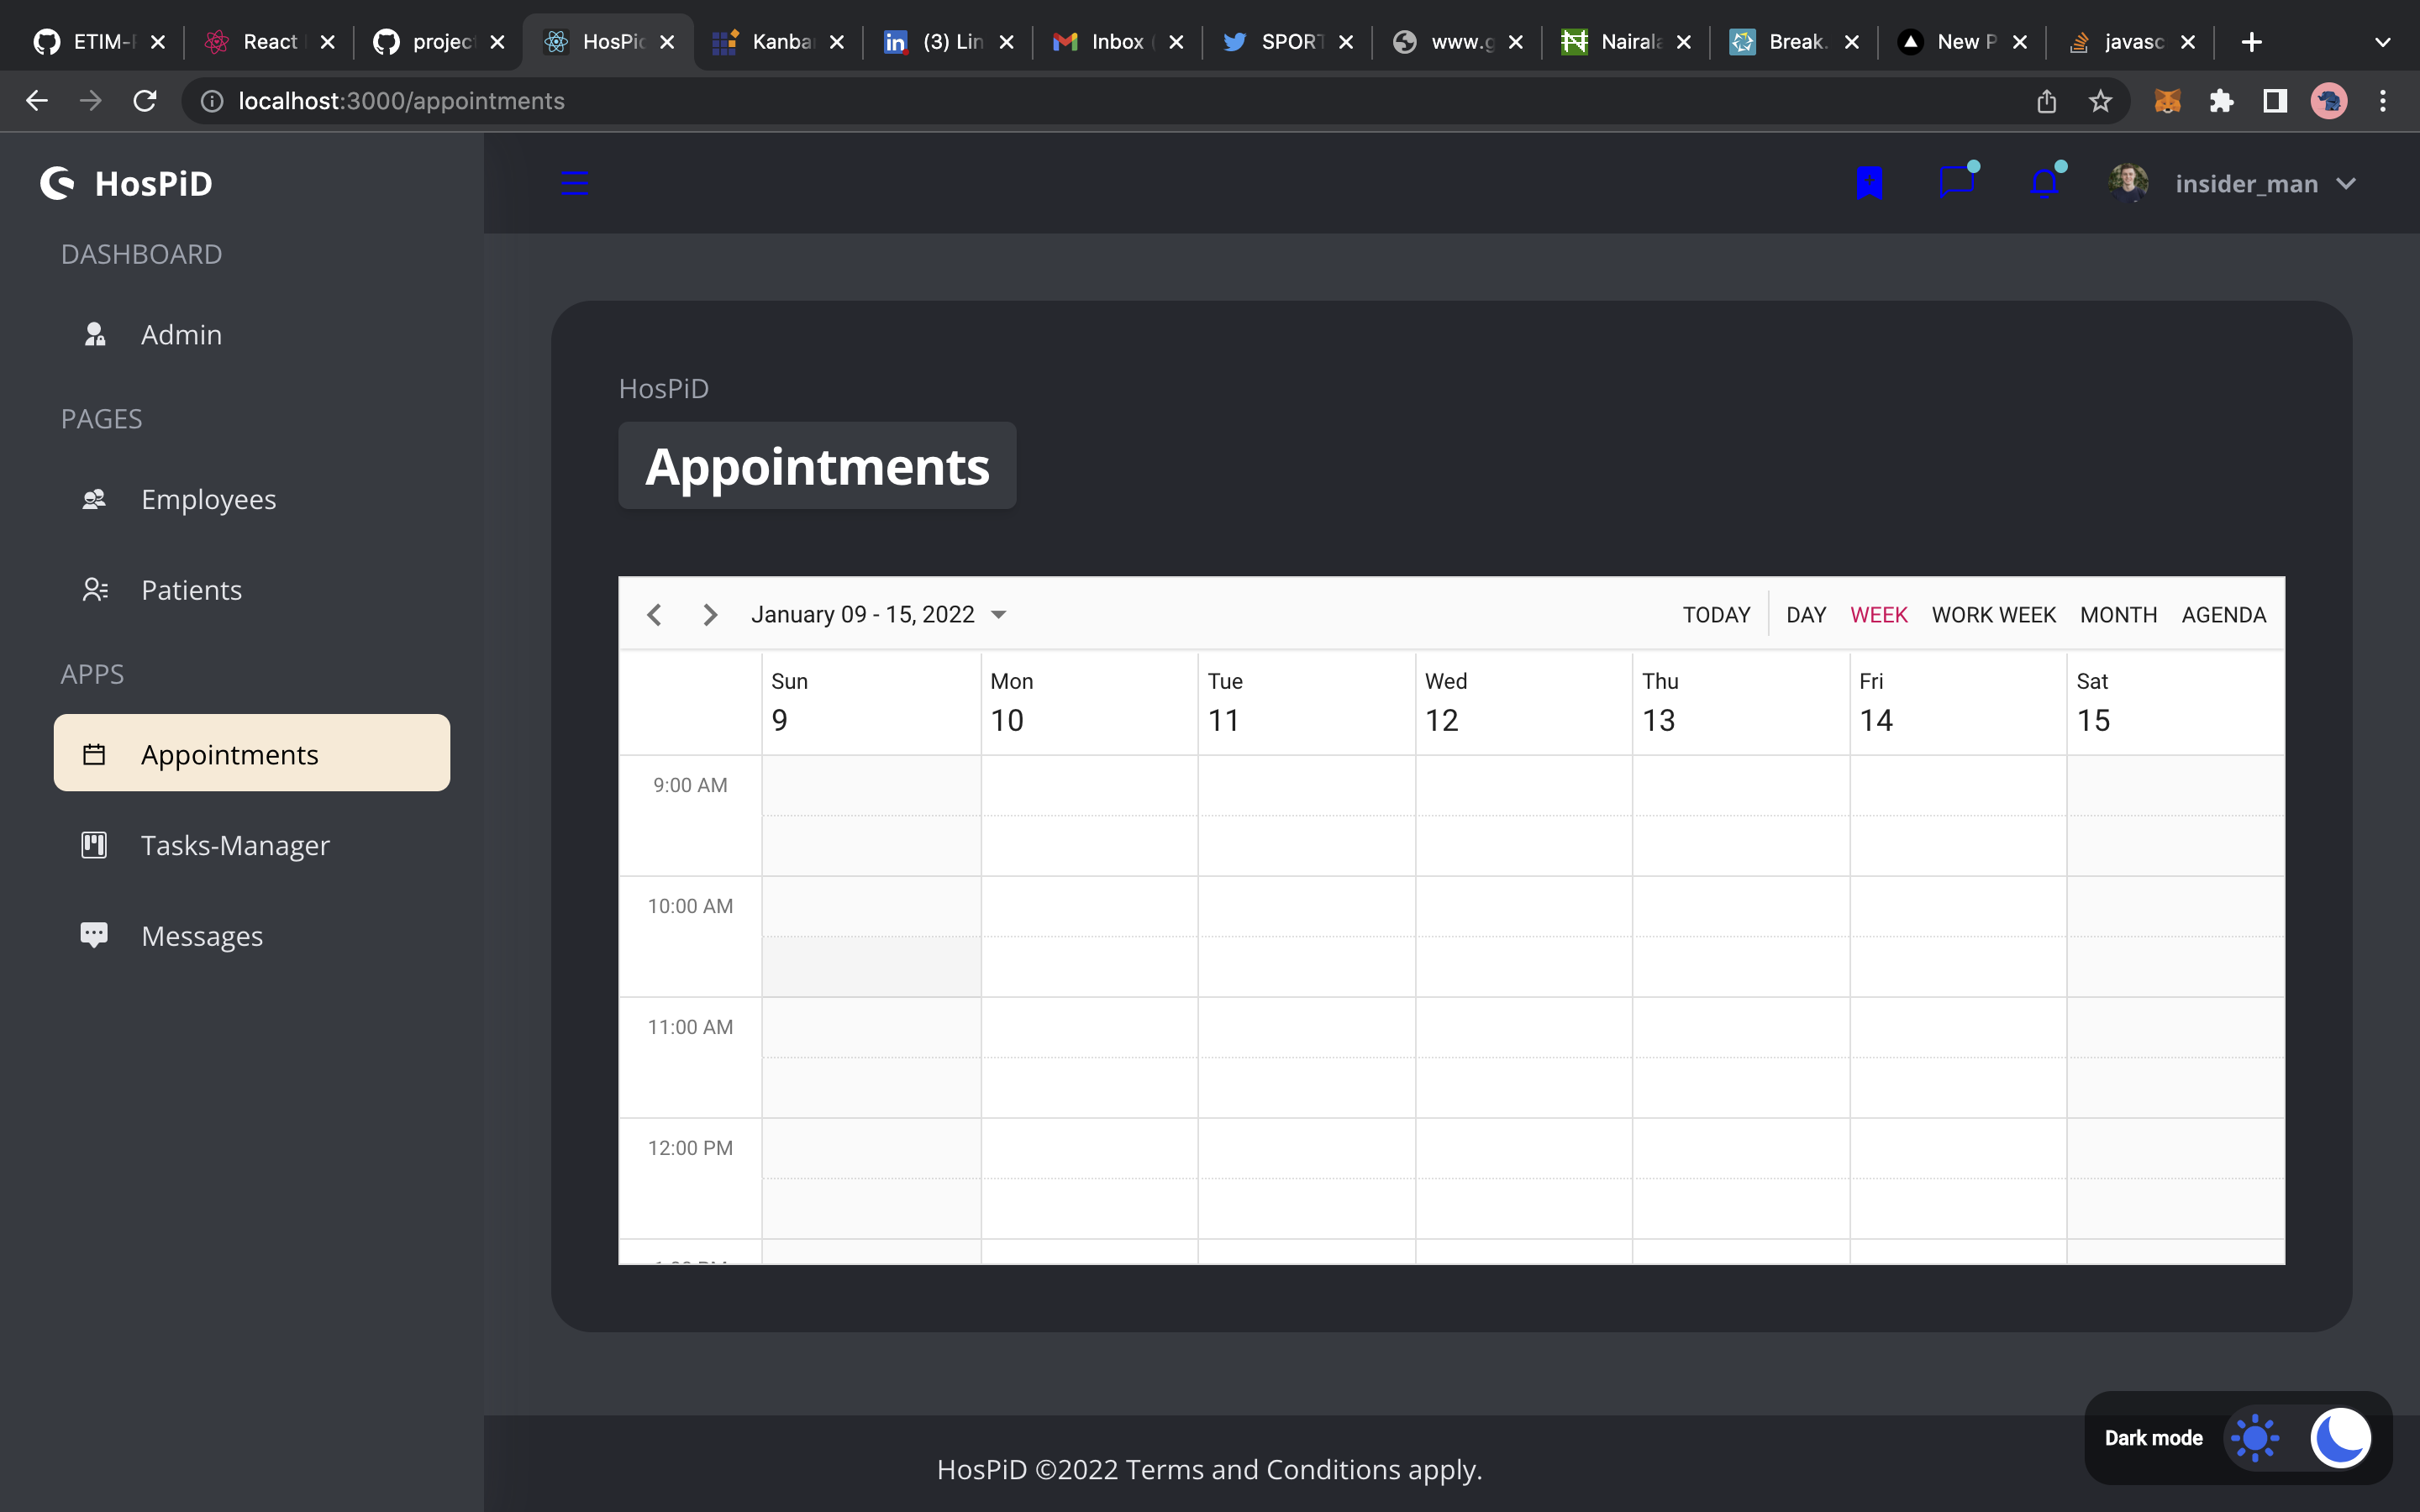 ETIM-
React
projec
HosPic
Kanba
(3) Lin
Inbox
SPORT
www.g
Nairala
Break.
New P
javasc
localhost:3000/appointments
HosPiD
insider_man
DASHBOARD
Admin
PAGES
Employees
Patients
APPS
Appointments
Tasks-Manager
Messages
HosPiD
Appointments
January 09 - 15, 2022
TODAY DAY WEEK WORK WEEK MONTH AGENDA
Sun Mon Tue Wed Thu Fri Sat
9 10 11 12 13 14 15
9:00 AM
10:00 AM
11:00 AM
12:00 PM
Dark mode
HosPiD ©2022 Terms and Conditions apply.